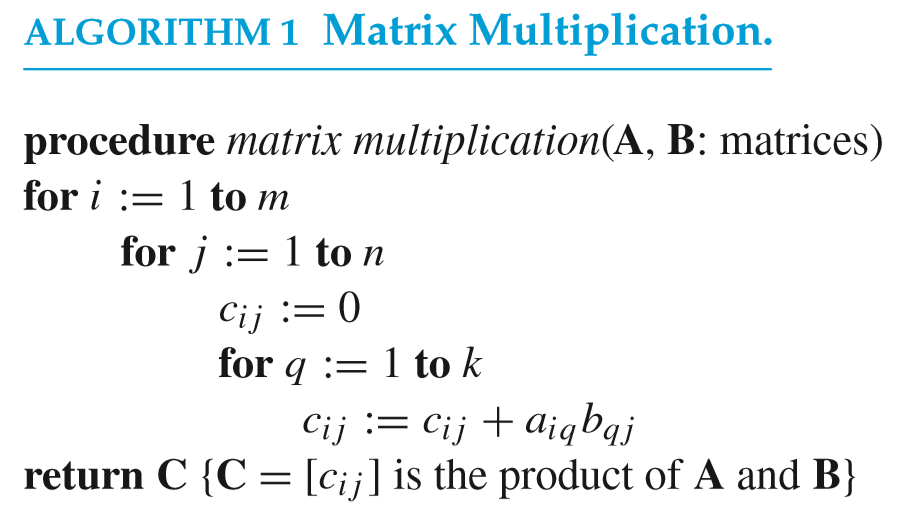 ALGORITHM 1 Matrix Multiplication.
procedure matrix multiplication(A, B: matrices)
for i := 1 to m
for j := 1 to n
cij := 0
for q := 1 to k
cij := cij + aiqbqj
return C {C = [cij] is the product of A and B}